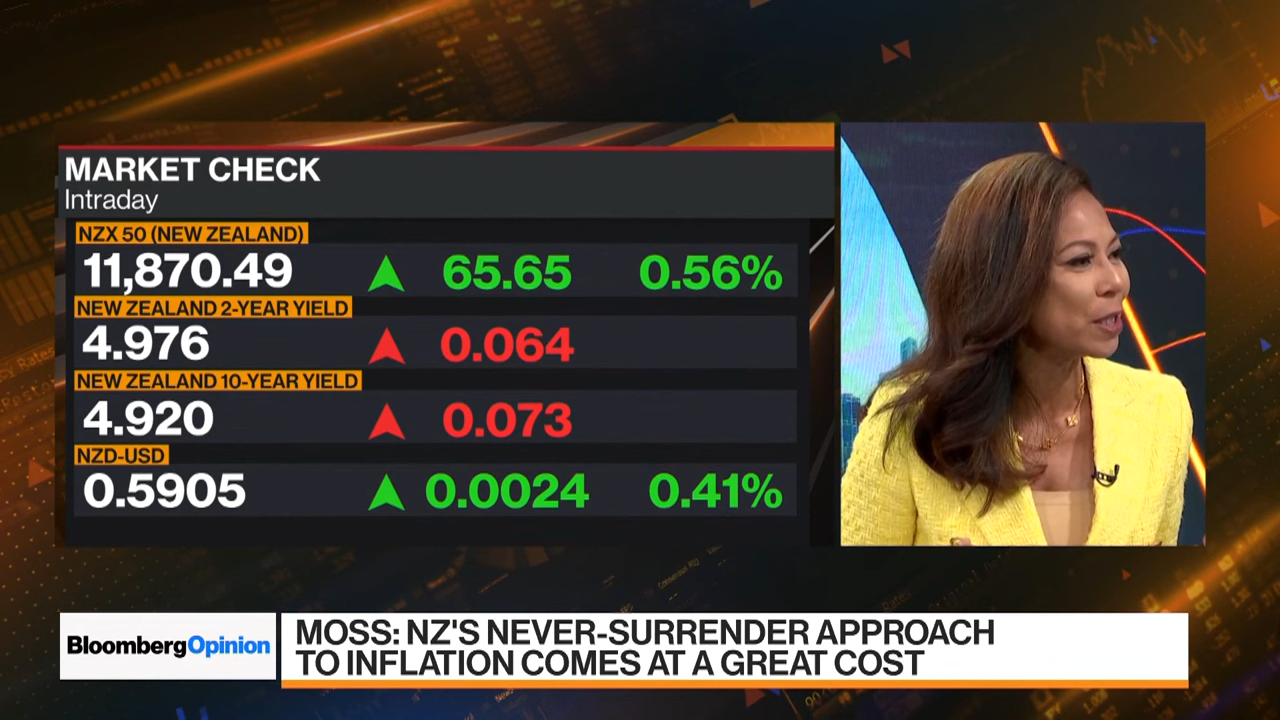 MARKET CHECK
Intraday
NZX 50 (NEW ZEALAND)
11,870.49 65.65 0.56%
NEW ZEALAND 2-YEAR YIELD
4.976 0.064
NEW ZEALAND 10-YEAR YIELD
4.920 0.073
NZD-USD
0.5905 0.0024 0.41%
BloombergOpinion
MOSS: NZ'S NEVER-SURRENDER APPROACH
TO INFLATION COMES AT A GREAT COST